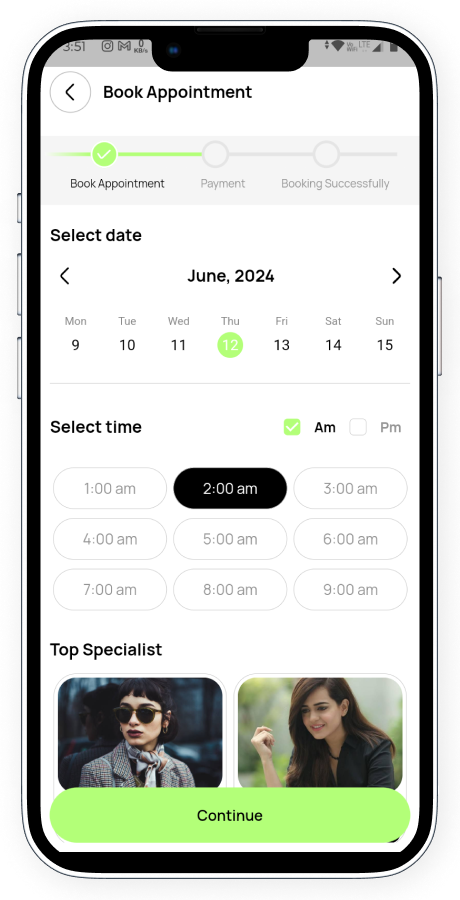 3:51 0 KB/s Vo WiFi LTE
Book Appointment
Book Appointment Payment Booking Successfully
Select date
June, 2024
Mon Tue Wed Thu Fri Sat Sun
9 10 11 12 13 14 15
Select time Am Pm
1:00 am 2:00 am 3:00 am
4:00 am 5:00 am 6:00 am
7:00 am 8:00 am 9:00 am
Top Specialist
Continue